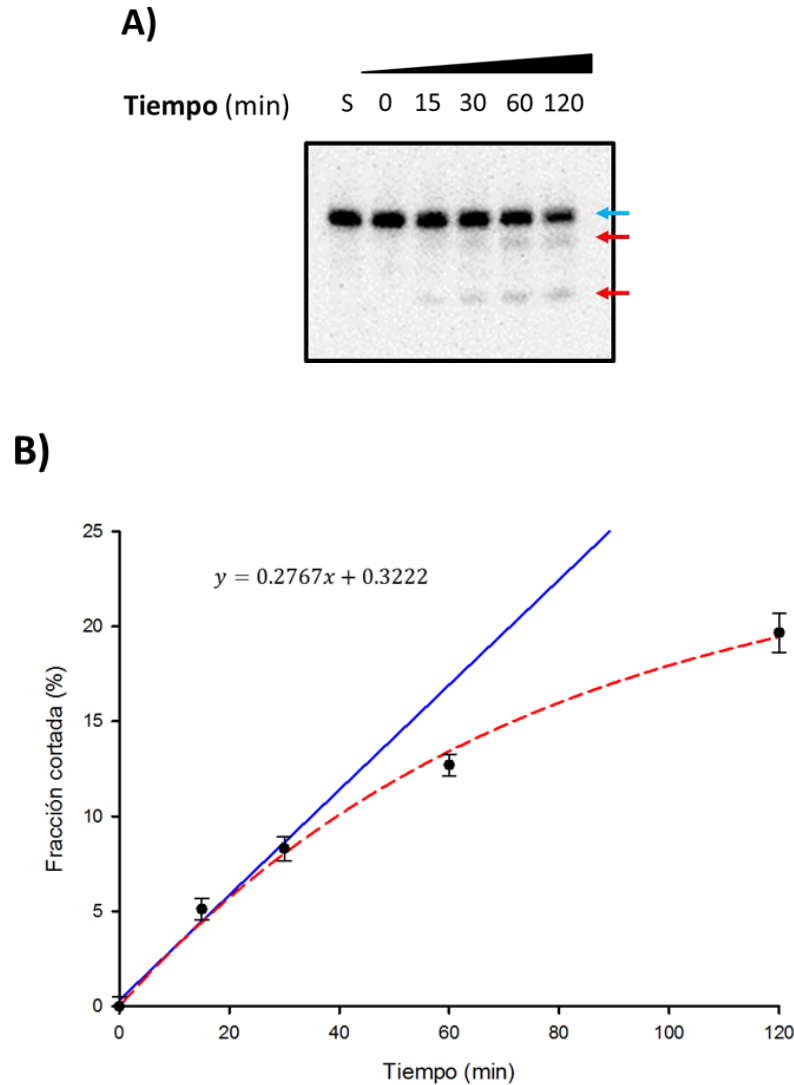 A)
Tiempo (min) S 0 15 30 60 120
B)
25
y = 0.2767x + 0.3222
20
15
10
5
0
Fracción cortada (%)
0 20 40 60 80 100 120
Tiempo (min)